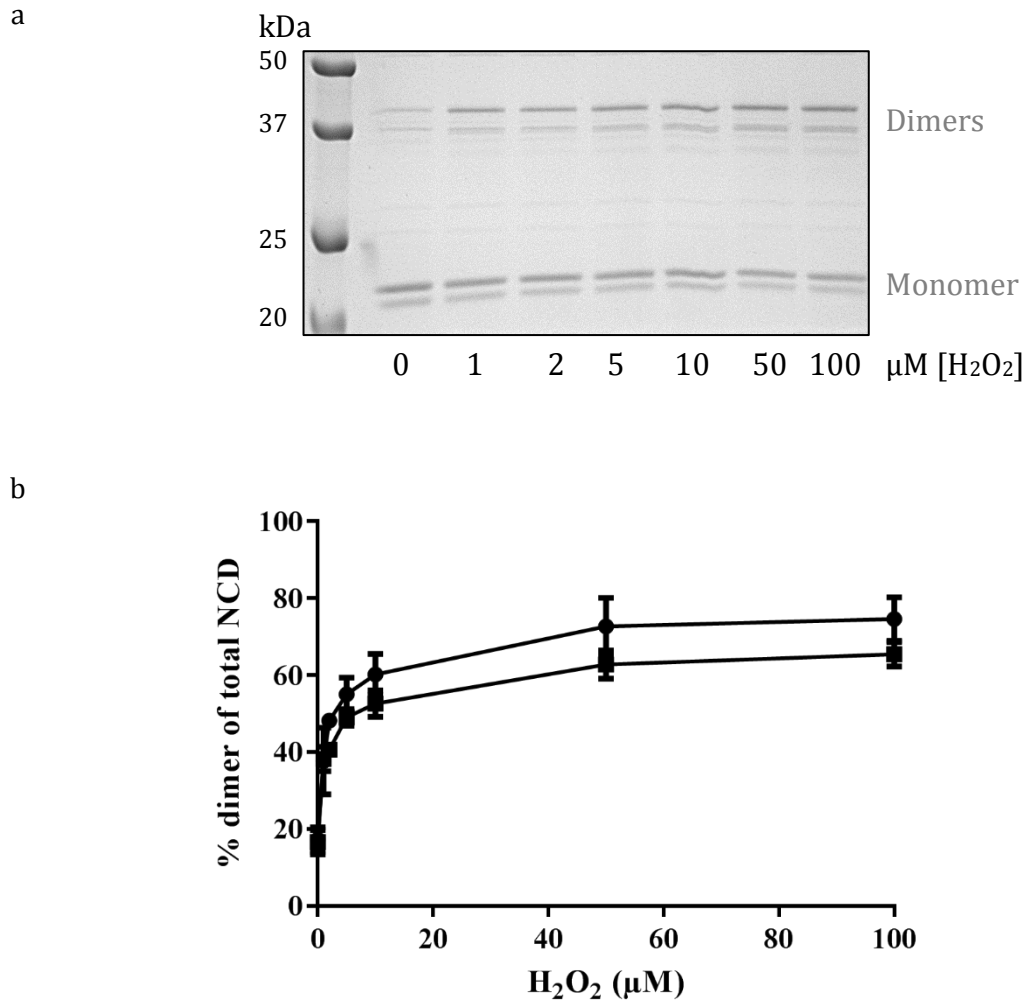 a
kDa
50
37
25
20
Dimers
Monomer
0 1 2 5 10 50 100 μM [H₂O₂]
b
100
80
60
40
20
0
% dimer of total NCD
0 20 40 60 80 100
H₂O₂ (μM)